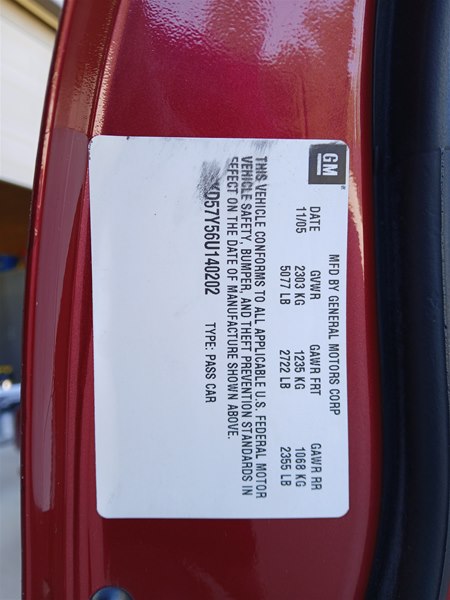 GM
MFD BY GENERAL MOTORS CORP
DATE GVWR GAWR FRT GAWR RR
11/05 2303 KG 1235 KG 1068 KG
5077 LB 2722 LB 2355 LB
THIS VEHICLE CONFORMS TO ALL APPLICABLE U.S. FEDERAL MOTOR
VEHICLE SAFETY, BUMPER, AND THEFT PREVENTION STANDARDS IN
EFFECT ON THE DATE OF MANUFACTURE SHOWN ABOVE.
D57Y56U140202 TYPE: PASS CAR